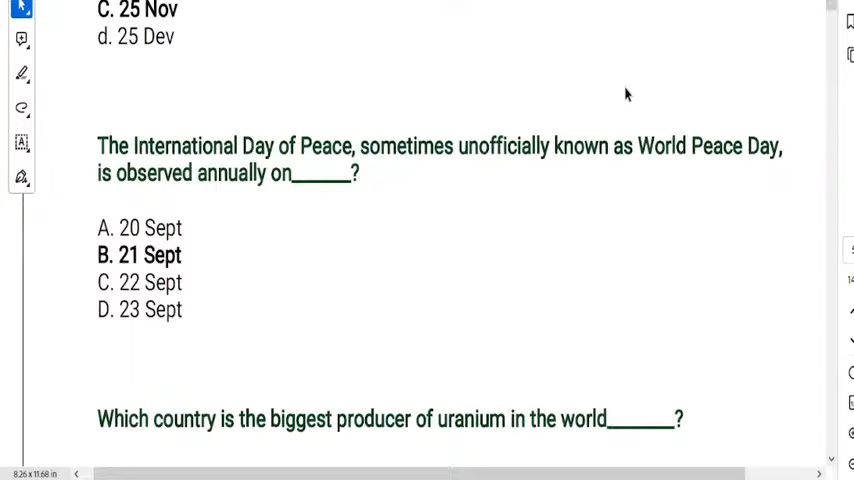 C. 25 Nov
d. 25 Dev
The International Day of Peace, sometimes unofficially known as World Peace Day,
is observed annually on______?
A. 20 Sept
B. 21 Sept
C. 22 Sept
D. 23 Sept
Which country is the biggest producer of uranium in the world_______?
8.26 x 11.68 in